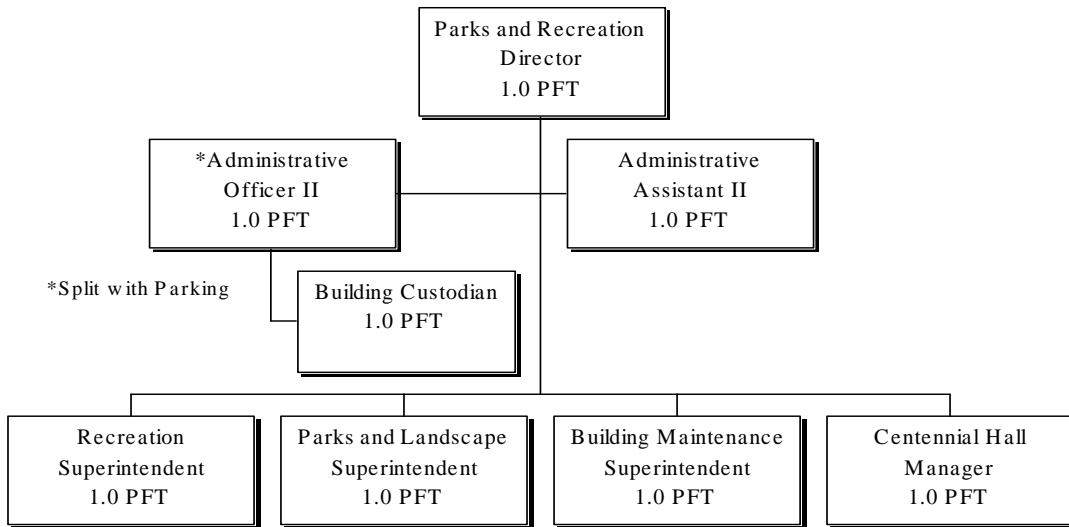 Parks and Recreation
Director
1.0 PFT
*Administrative
Officer II
1.0 PFT
Administrative
Assistant II
1.0 PFT
*Split with Parking
Building Custodian
1.0 PFT
Recreation
Superintendent
1.0 PFT
Parks and Landscape
Superintendent
1.0 PFT
Building Maintenance
Superintendent
1.0 PFT
Centennial Hall
Manager
1.0 PFT